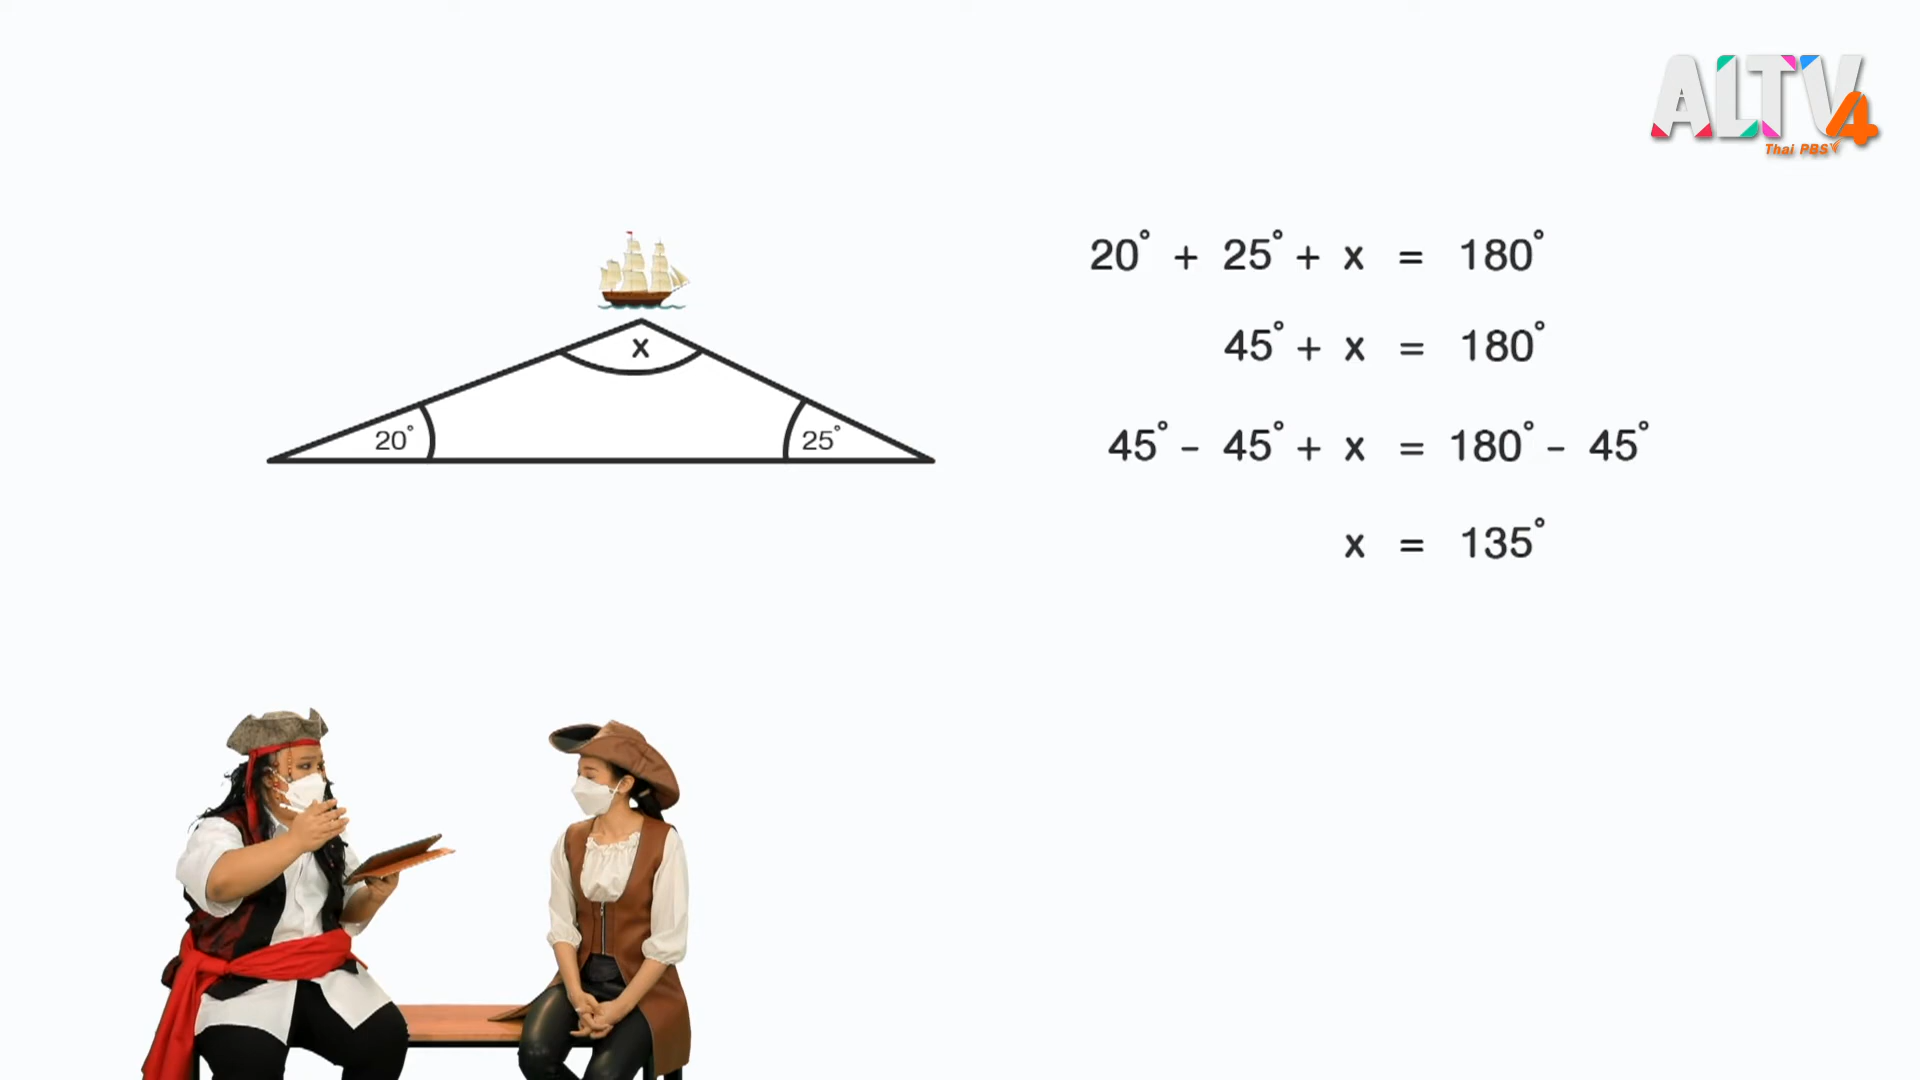 ALTV4
Thai PBS
20° + 25° + x = 180°
45° + x = 180°
45° - 45° + x = 180° - 45°
x = 135°
x
20°
25°